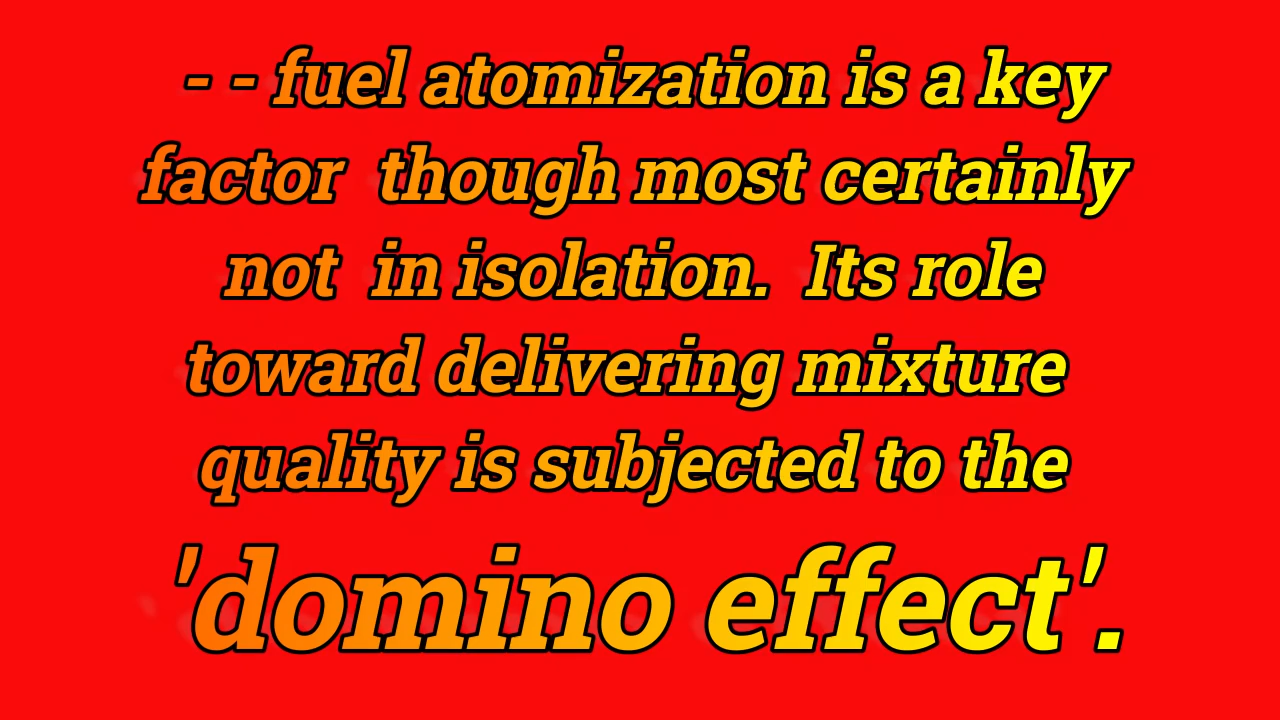 - - fuel atomization is a key
factor  though most certainly
not  in isolation.  Its role
toward delivering mixture
quality is subjected to the
'domino effect'.